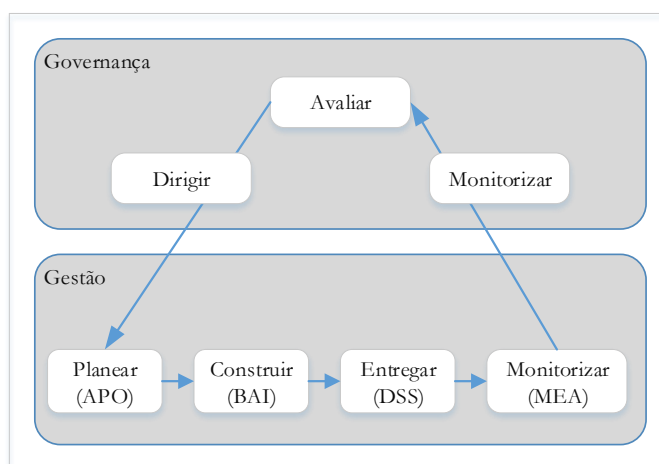 Governança
Avaliar
Dirigir
Monitorizar
Gestão
Planear
(APO)
Construir
(BAI)
Entregar
(DSS)
Monitorizar
(MEA)